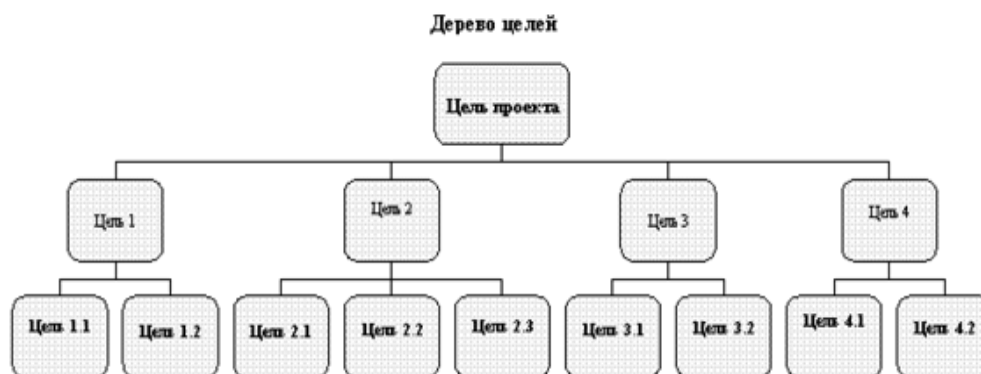 Дерево целей
Цель проекта
Цель 1
Цель 2
Цель 3
Цель 4
Цель 1.1
Цель 1.2
Цель 2.1
Цель 2.2
Цель 2.3
Цель 3.1
Цель 3.2
Цель 4.1
Цель 4.2